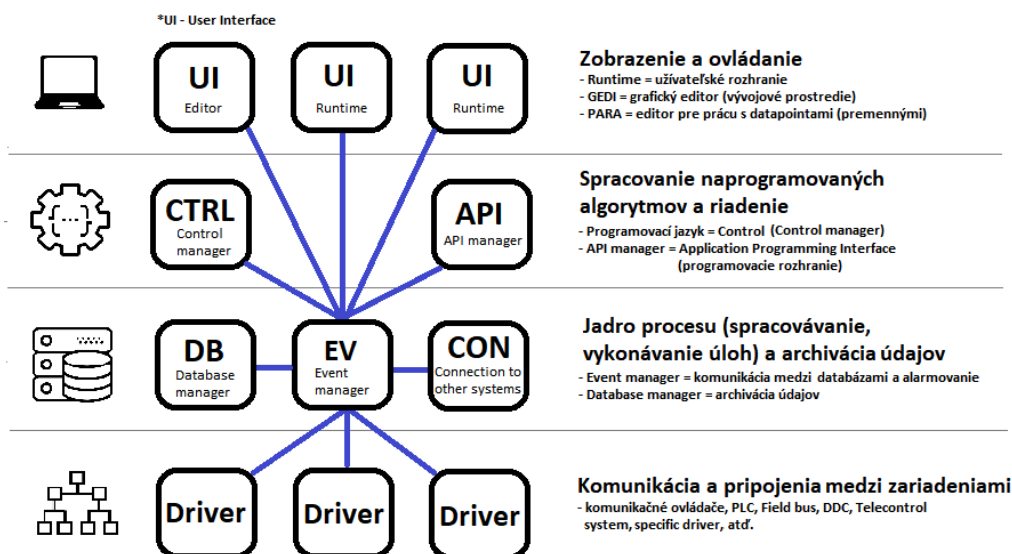 *UI - User Interface
UI
Editor
UI
Runtime
UI
Runtime
Zobrazenie a ovládanie
- Runtime = užívateľské rozhranie
- GEDI = grafický editor (vývojové prostredie)
- PARA = editor pre prácu s datapointami (premennými)
{...}
CTRL
Control
manager
API
API manager
Spracovanie naprogramovaných
algorytmov a riadenie
- Programovací jazyk = Control (Control manager)
- API manager = Application Programming Interface
(programovacie rozhranie)
DB
Database
manager
EV
Event
manager
CON
Connection to
other systems
Jadro procesu (spracovávanie,
vykonávanie úloh) a archivácia údajov
- Event manager = komunikácia medzi databázami a alarmovanie
- Database manager = archivácia údajov
Driver
Driver
Driver
Komunikácia a pripojenia medzi zariadeniami
- komunikačné ovládače, PLC, Field bus, DDC, Telecontrol
system, specific driver, atď.